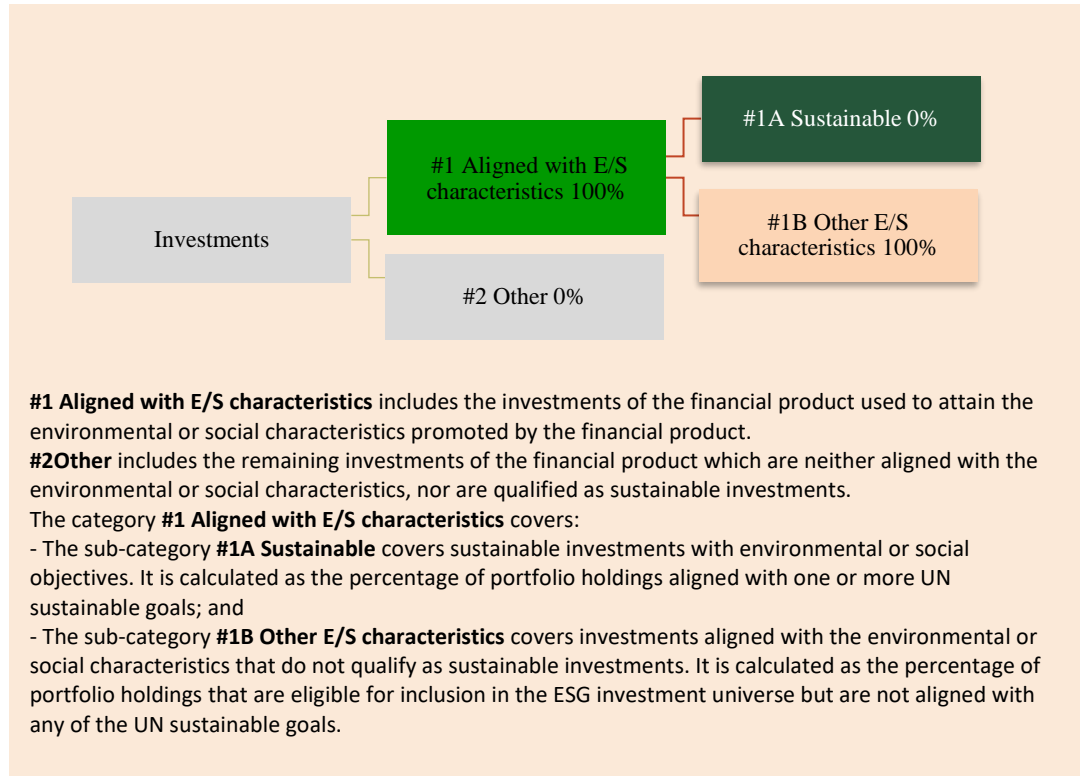 #1A Sustainable 0%
#1 Aligned with E/S
characteristics 100%
#1B Other E/S
characteristics 100%
Investments
#2 Other 0%
#1 Aligned with E/S characteristics includes the investments of the financial product used to attain the
environmental or social characteristics promoted by the financial product.
#2Other includes the remaining investments of the financial product which are neither aligned with the
environmental or social characteristics, nor are qualified as sustainable investments.
The category #1 Aligned with E/S characteristics covers:
- The sub-category #1A Sustainable covers sustainable investments with environmental or social
objectives. It is calculated as the percentage of portfolio holdings aligned with one or more UN
sustainable goals; and
- The sub-category #1B Other E/S characteristics covers investments aligned with the environmental or
social characteristics that do not qualify as sustainable investments. It is calculated as the percentage of
portfolio holdings that are eligible for inclusion in the ESG investment universe but are not aligned with
any of the UN sustainable goals.